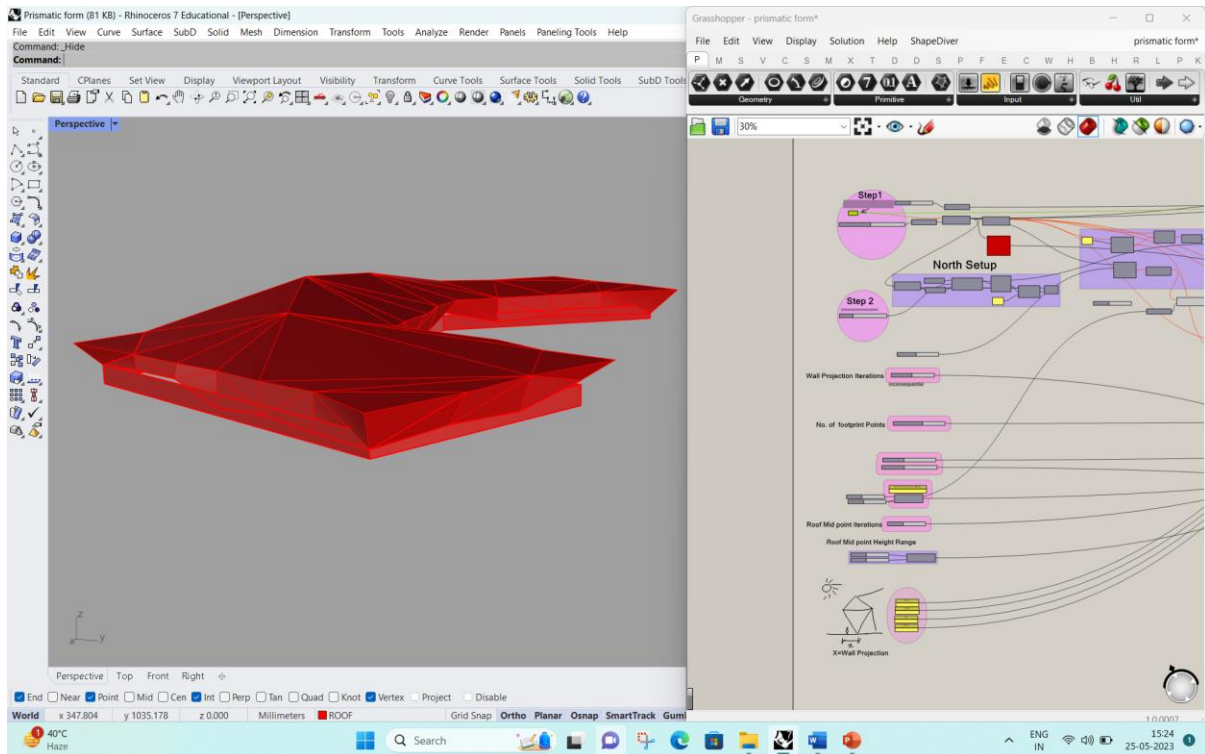 Prismatic form (81 KB) - Rhinoceros 7 Educational - [Perspective]
File Edit View Curve Surface SubD Solid Mesh Dimension Transform Tools Analyze Render Panels Paneling Tools Help
Command: _Hide
Command:
Standard CPlanes Set View Display Viewport Layout Visibility Transform Curve Tools Surface Tools Solid Tools SubD Tools
Perspective
z
x y
Perspective Top Front Right
End Near Point Mid Cen Int Perp Tan Quad Knot Vertex Project Disable
World x 347.804 y 1035.178 z 0.000 Millimeters ROOF Grid Snap Ortho Planar Osnap SmartTrack Guml
Grasshopper - prismatic form*
File Edit View Display Solution Help ShapeDiver prismatic form*
P M S V C S M X T D D S P F E C W H B H R L P K
Geometry Primitive Input Util
30%
Step1
North Setup
Step 2
Wall Projection Iterations
No. of footprint Points
Roof Mid point Iterations
Roof Mid point Height Range
X=Wall Projection
1.0.0007
1
40°C
Haze
Search
ENG
IN
15:24
25-05-2023
1